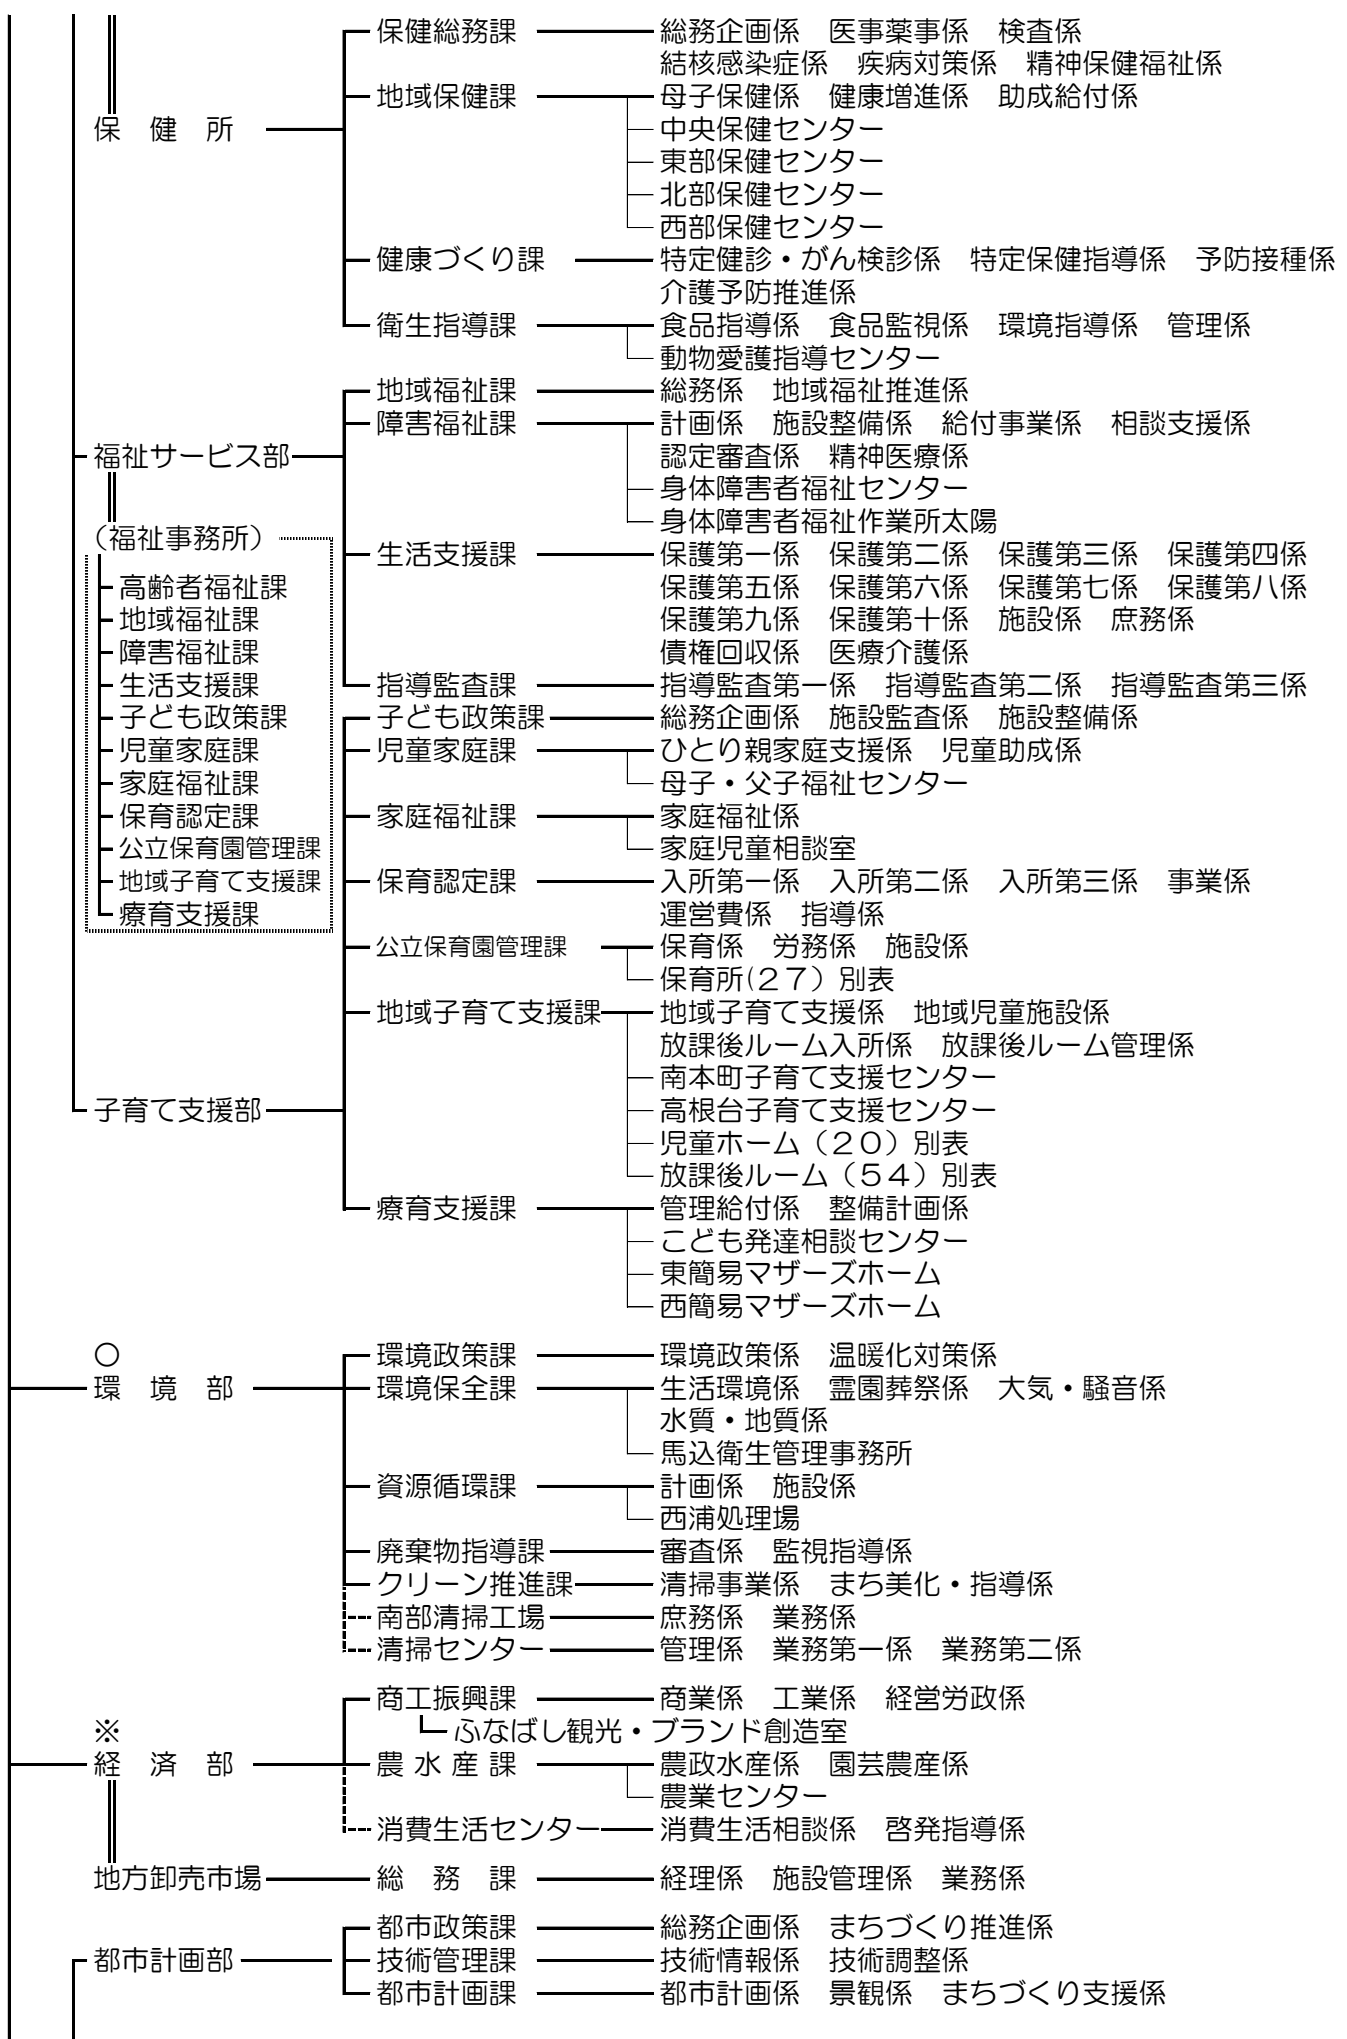 保健総務課 総務企画係 医事薬事係 検査係
結核感染症係 疾病対策係 精神保健福祉係
地域保健課 母子保健係 健康増進係 助成給付係
保健所 中央保健センター
東部保健センター
北部保健センター
西部保健センター
健康づくり課 特定健診・がん検診係 特定保健指導係 予防接種係
介護予防推進係
衛生指導課 食品指導係 食品監視係 環境指導係 管理係
動物愛護指導センター
地域福祉課 総務係 地域福祉推進係
障害福祉課 計画係 施設整備係 給付事業係 相談支援係
福祉サービス部 認定審査係 精神医療係
身体障害者福祉センター
身体障害者福祉作業所太陽
（福祉事務所）
生活支援課 保護第一係 保護第二係 保護第三係 保護第四係
高齢者福祉課 保護第五係 保護第六係 保護第七係 保護第八係
地域福祉課 保護第九係 保護第十係 施設係 庶務係
障害福祉課 債権回収係 医療介護係
生活支援課 指導監査課 指導監査第一係 指導監査第二係 指導監査第三係
子ども政策課 子ども政策課 総務企画係 施設監査係 施設整備係
児童家庭課 児童家庭課 ひとり親家庭支援係 児童助成係
家庭福祉課 母子・父子福祉センター
保育認定課 家庭福祉課 家庭福祉係
公立保育園管理課 家庭児童相談室
地域子育て支援課 保育認定課 入所第一係 入所第二係 入所第三係 事業係
療育支援課 運営費係 指導係
公立保育園管理課 保育係 労務係 施設係
保育所(２７）別表
地域子育て支援課 地域子育て支援係 地域児童施設係
放課後ルーム入所係 放課後ルーム管理係
南本町子育て支援センター
子育て支援部 高根台子育て支援センター
児童ホーム（２０）別表
放課後ルーム（５４）別表
療育支援課 管理給付係 整備計画係
こども発達相談センター
東簡易マザーズホーム
西簡易マザーズホーム
○ 環境政策課 環境政策係 温暖化対策係
環境部 環境保全課 生活環境係 霊園葬祭係 大気・騒音係
水質・地質係
馬込衛生管理事務所
資源循環課 計画係 施設係
西浦処理場
廃棄物指導課 審査係 監視指導係
クリーン推進課 清掃事業係 まち美化・指導係
南部清掃工場 庶務係 業務係
清掃センター 管理係 業務第一係 業務第二係
商工振興課 商業係 工業係 経営労政係
※ ふなばし観光・ブランド創造室
経済部 農水産課 農政水産係 園芸農産係
農業センター
消費生活センター 消費生活相談係 啓発指導係
地方卸売市場 総務課 経理係 施設管理係 業務係
都市政策課 総務企画係 まちづくり推進係
都市計画部 技術管理課 技術情報係 技術調整係
都市計画課 都市計画係 景観係 まちづくり支援係